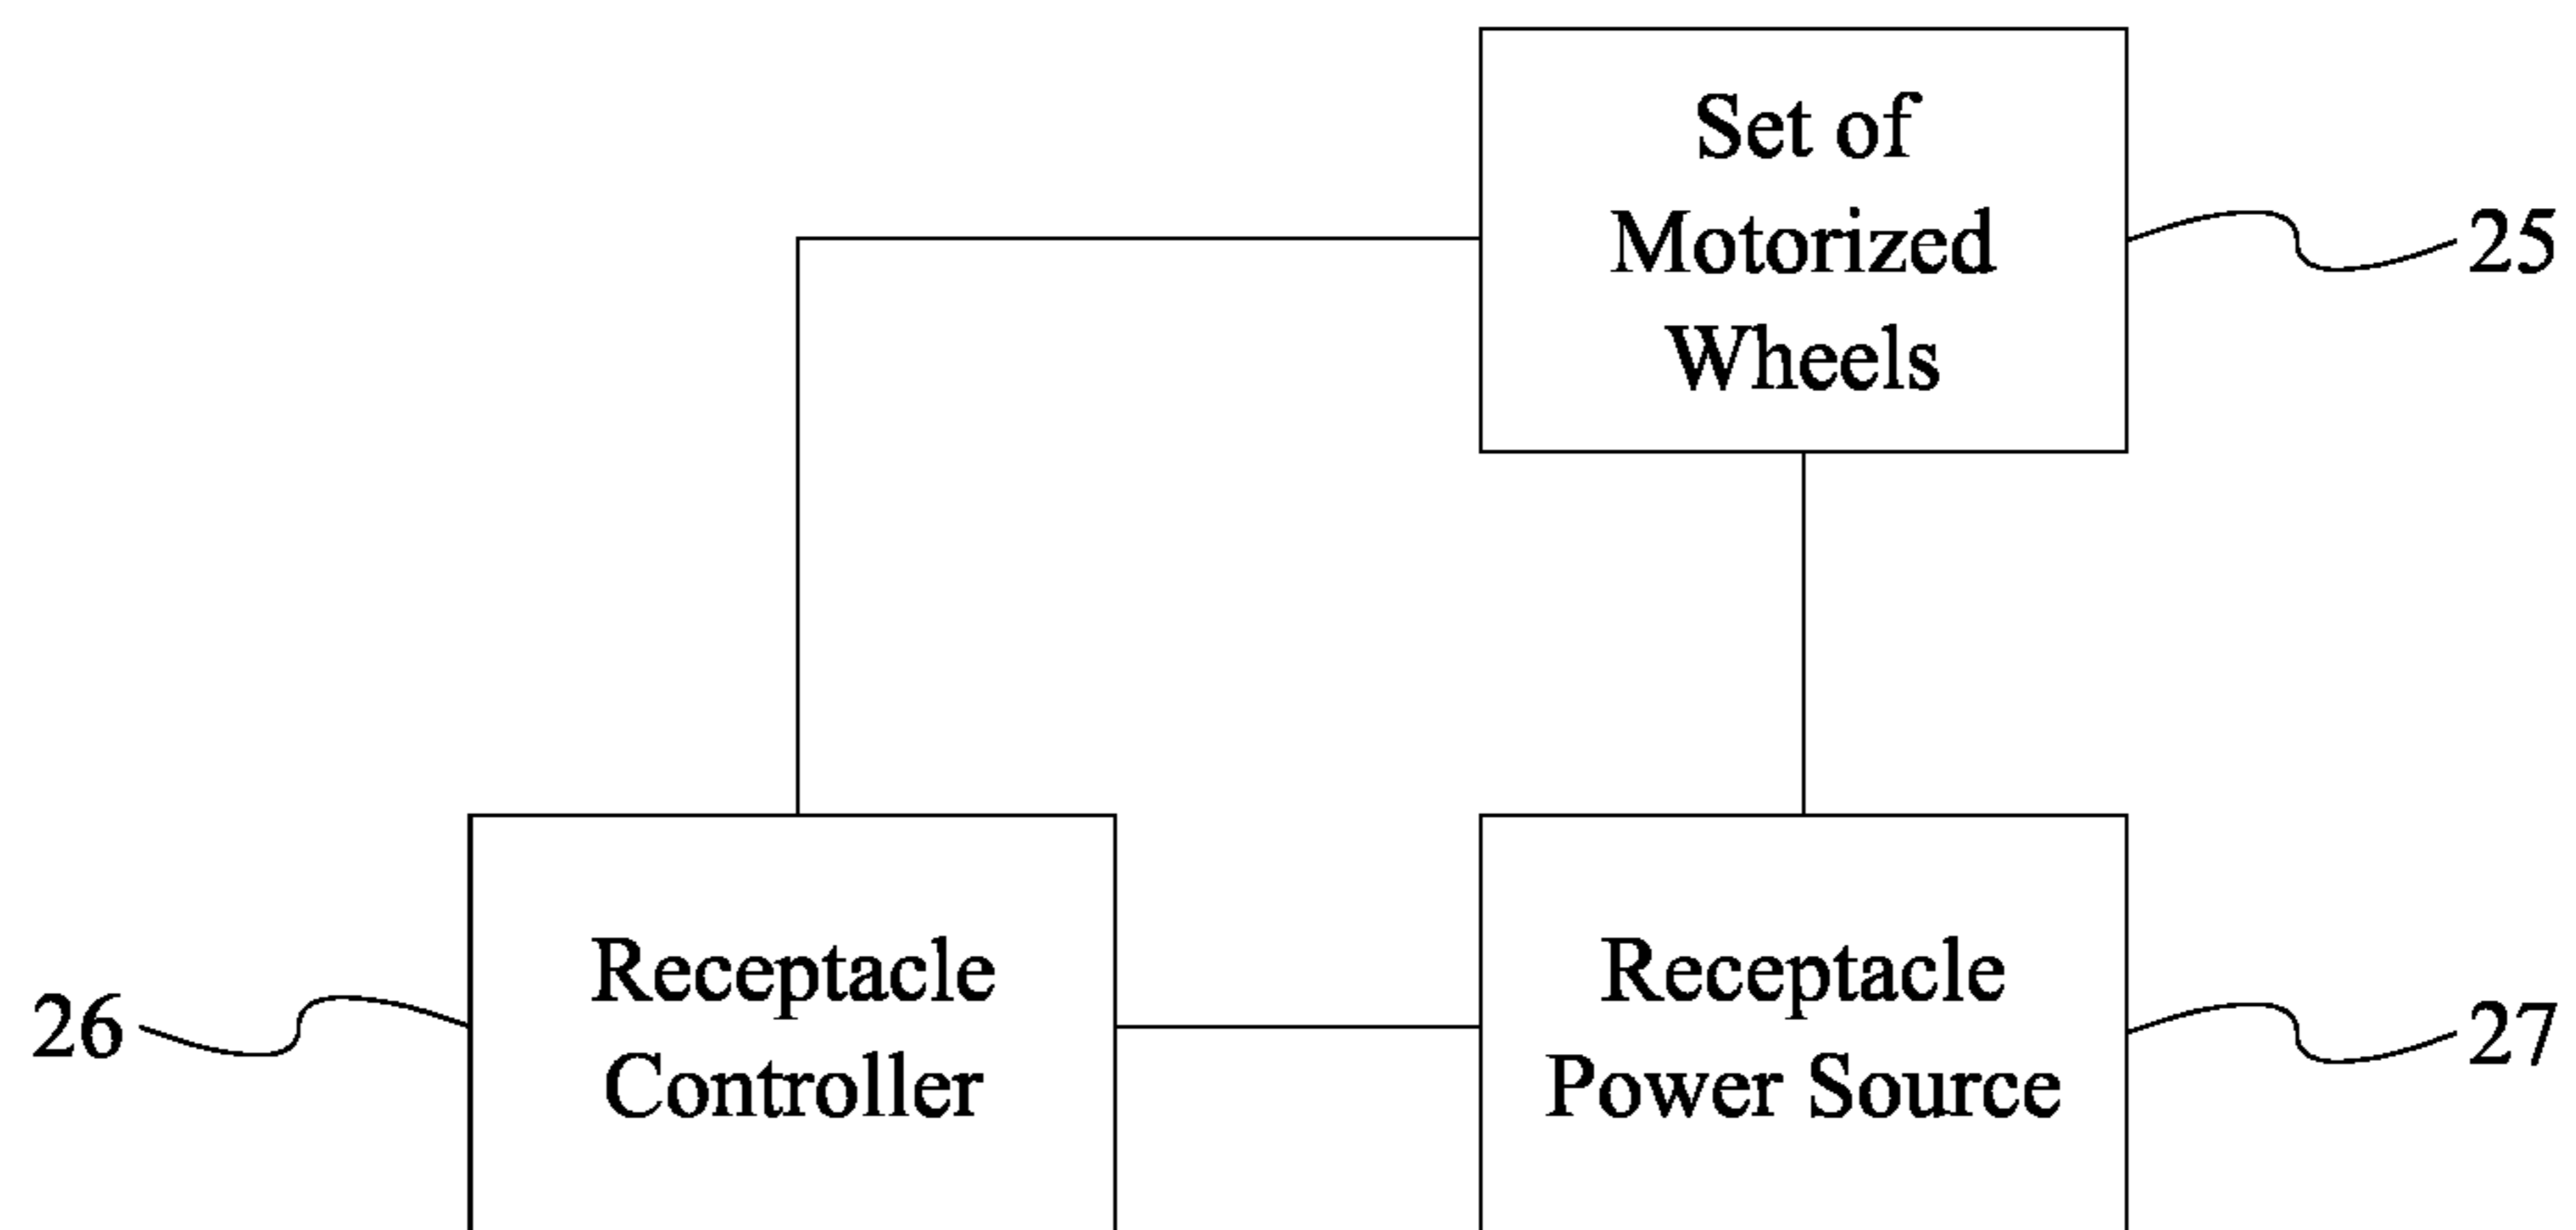 Set of
Motorized
Wheels
25
Receptacle
Controller
26
Receptacle
Power Source
27